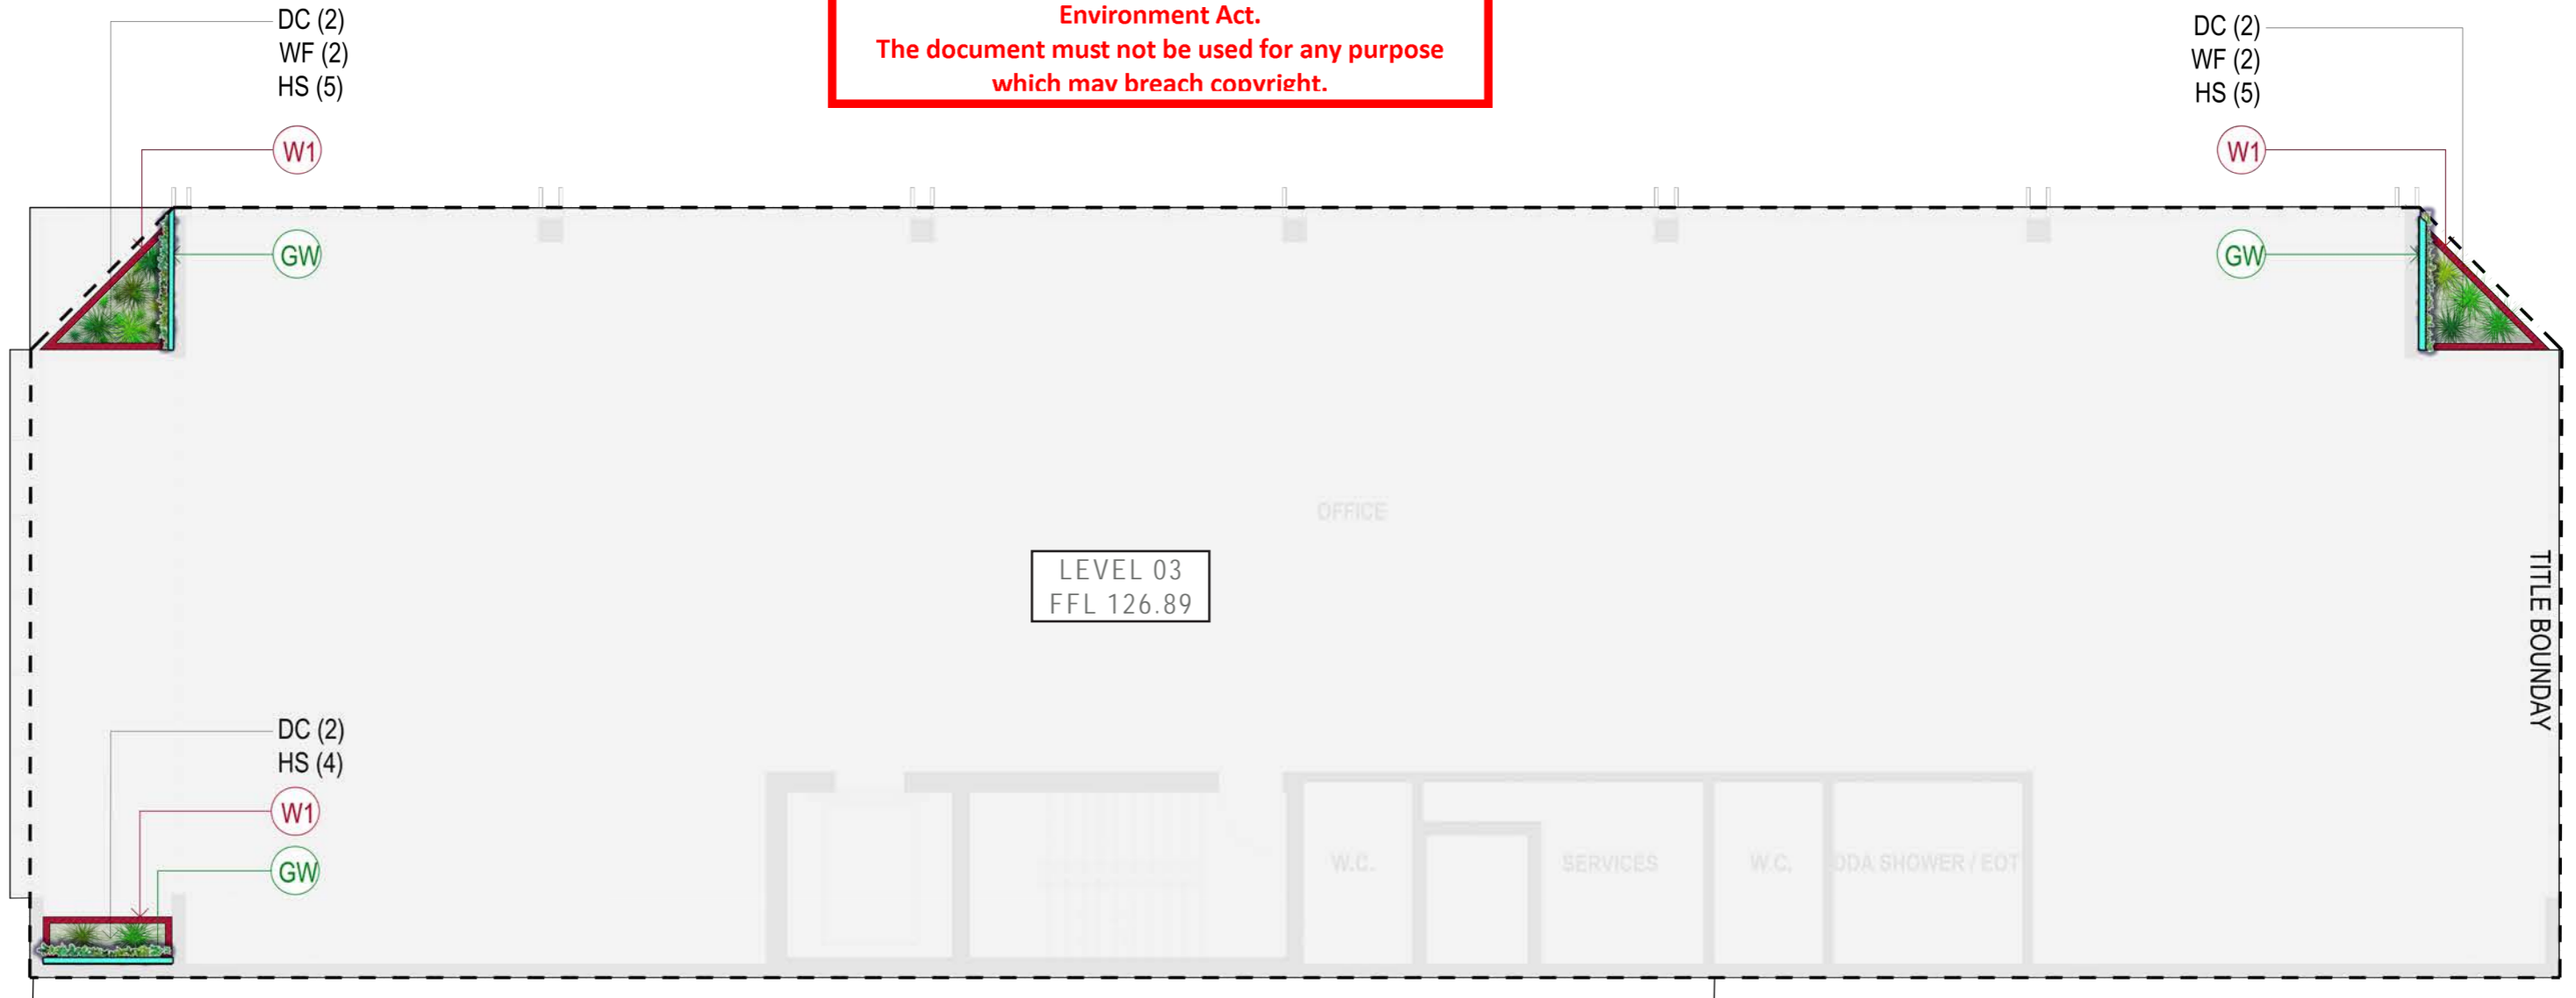 Environment Act.
The document must not be used for any purpose
which may breach copyright.
DC (2)
WF (2)
HS (5)
W1
GW
DC (2)
WF (2)
HS (5)
W1
GW
OFFICE
LEVEL 03
FFL 126.89
TITLE BOUNDAY
DC (2)
HS (4)
W1
GW
W.C.
SERVICES
W.C.
DDA SHOWER / EOT